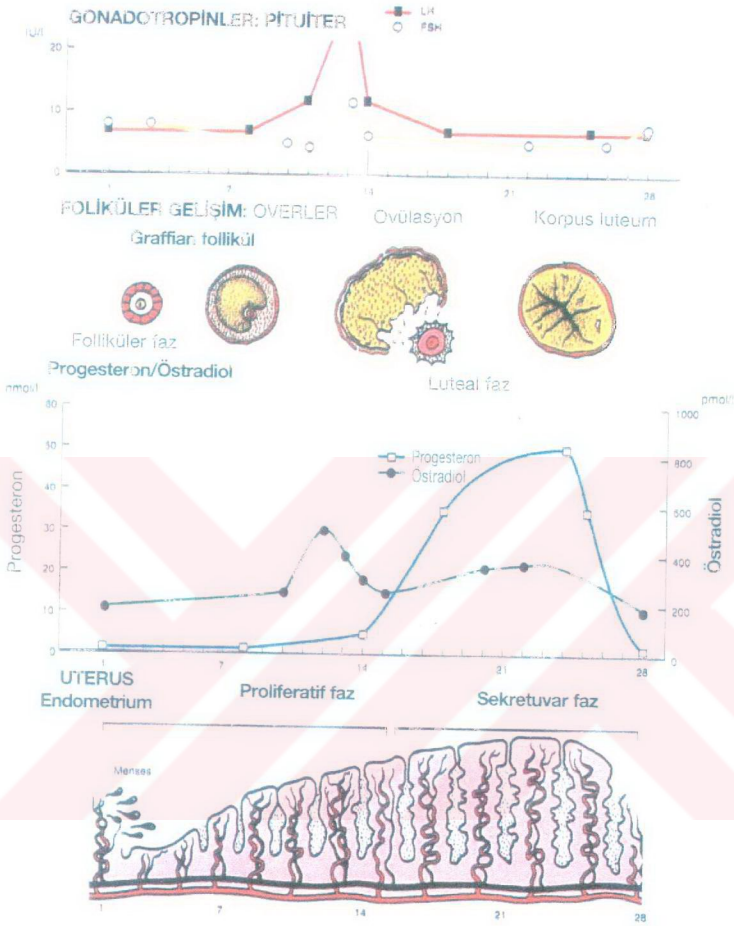 GONADOTROPİNLER: PİTUİTER
LH
FSH
IU/l
20
10
0
1 7 14 21 28
FOLİKÜLER GELİŞİM: OVERLER
Ovülasyon
Korpus luteum
Graffian follikül
Folliküler faz
Luteal faz
Progesteron/Östradiol
nmol/l
pmol/l
80
50
40
30
20
10
0
Progesteron
1000
800
600
400
200
0
Östradiol
Progesteron
Östradiol
1 7 14 21 28
UTERUS
Endometrium
Proliferatif faz
Sekretuvar faz
Menses
1 7 14 21 28